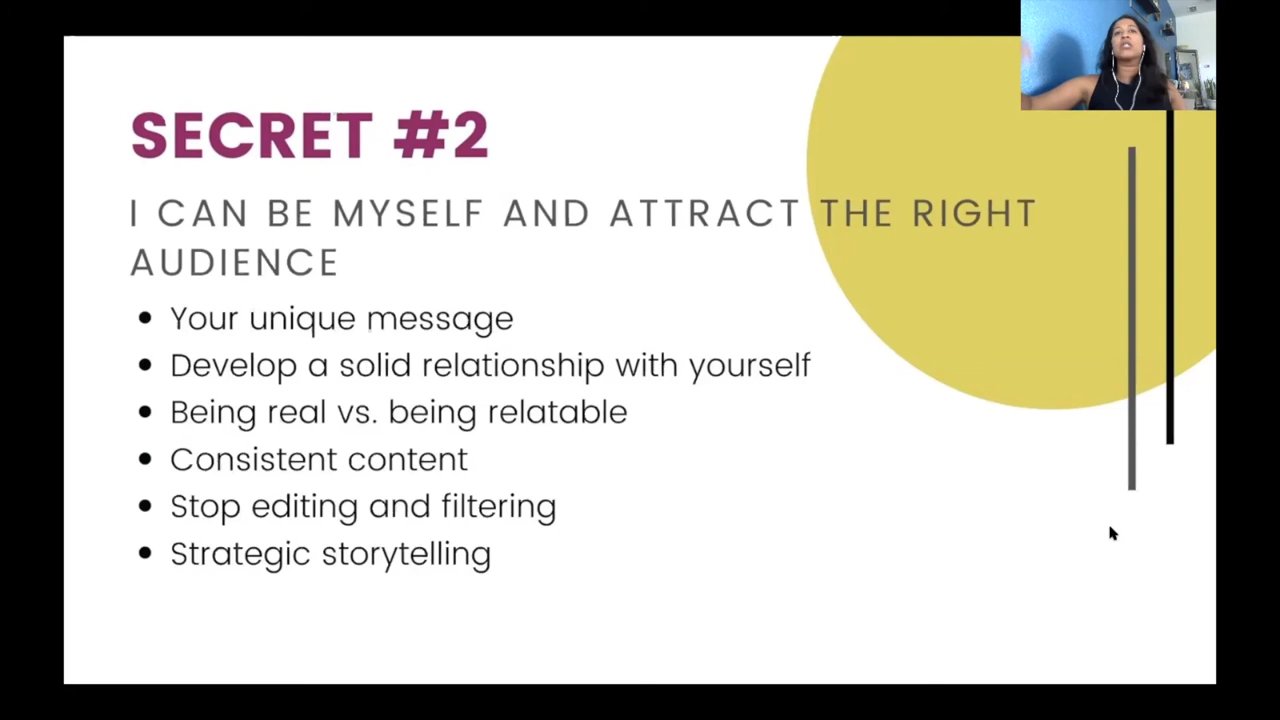 SECRET #2
I CAN BE MYSELF AND ATTRACT THE RIGHT
AUDIENCE
Your unique message
Develop a solid relationship with yourself
Being real vs. being relatable
Consistent content
Stop editing and filtering
Strategic storytelling